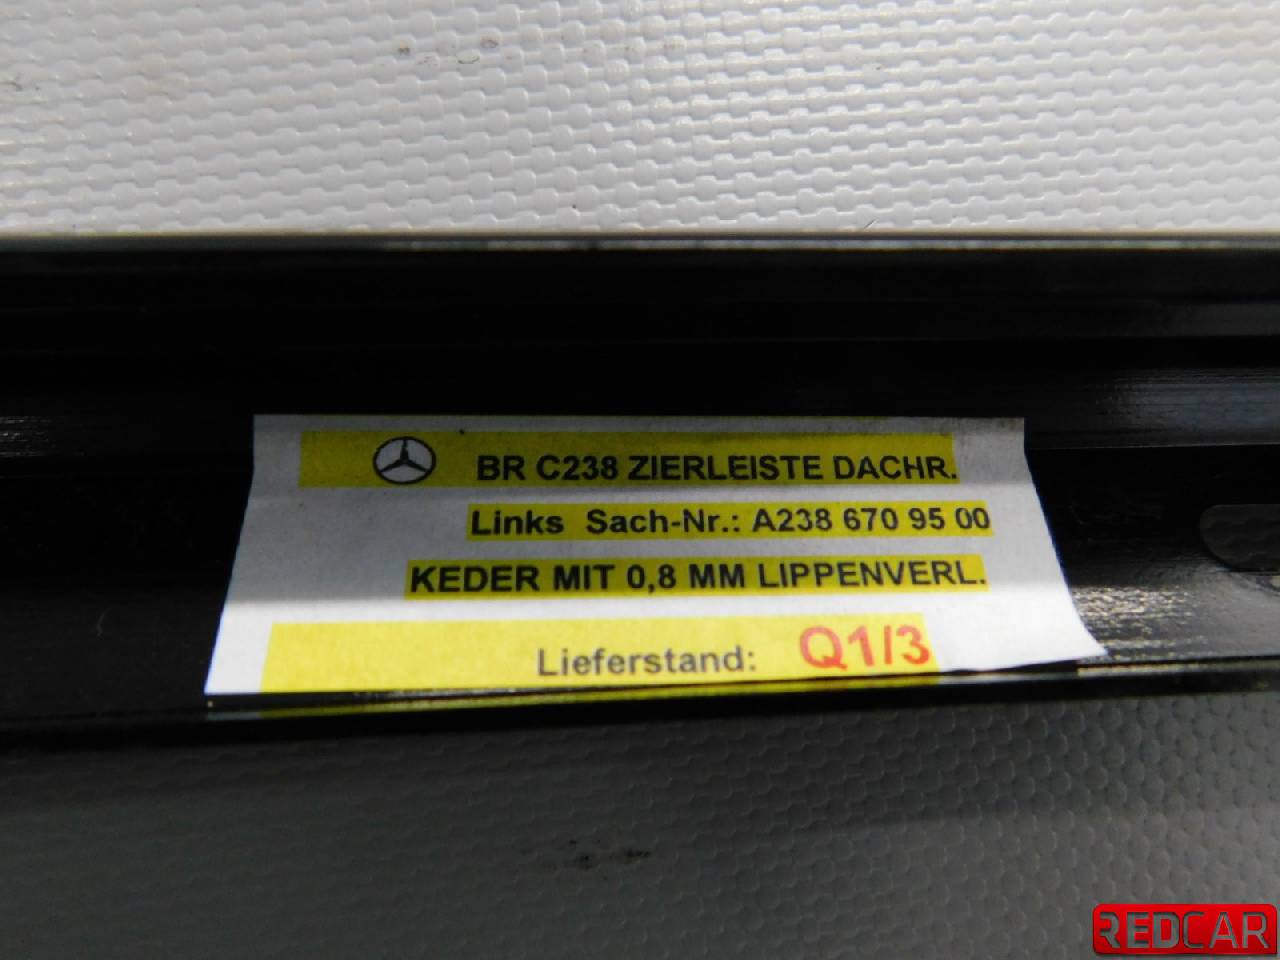 BR C238 ZIERLEISTE DACHR.
Links Sach-Nr.: A238 670 95 00
KEDER MIT 0,8 MM LIPPENVERL.
Lieferstand: Q1/3
REDCAR